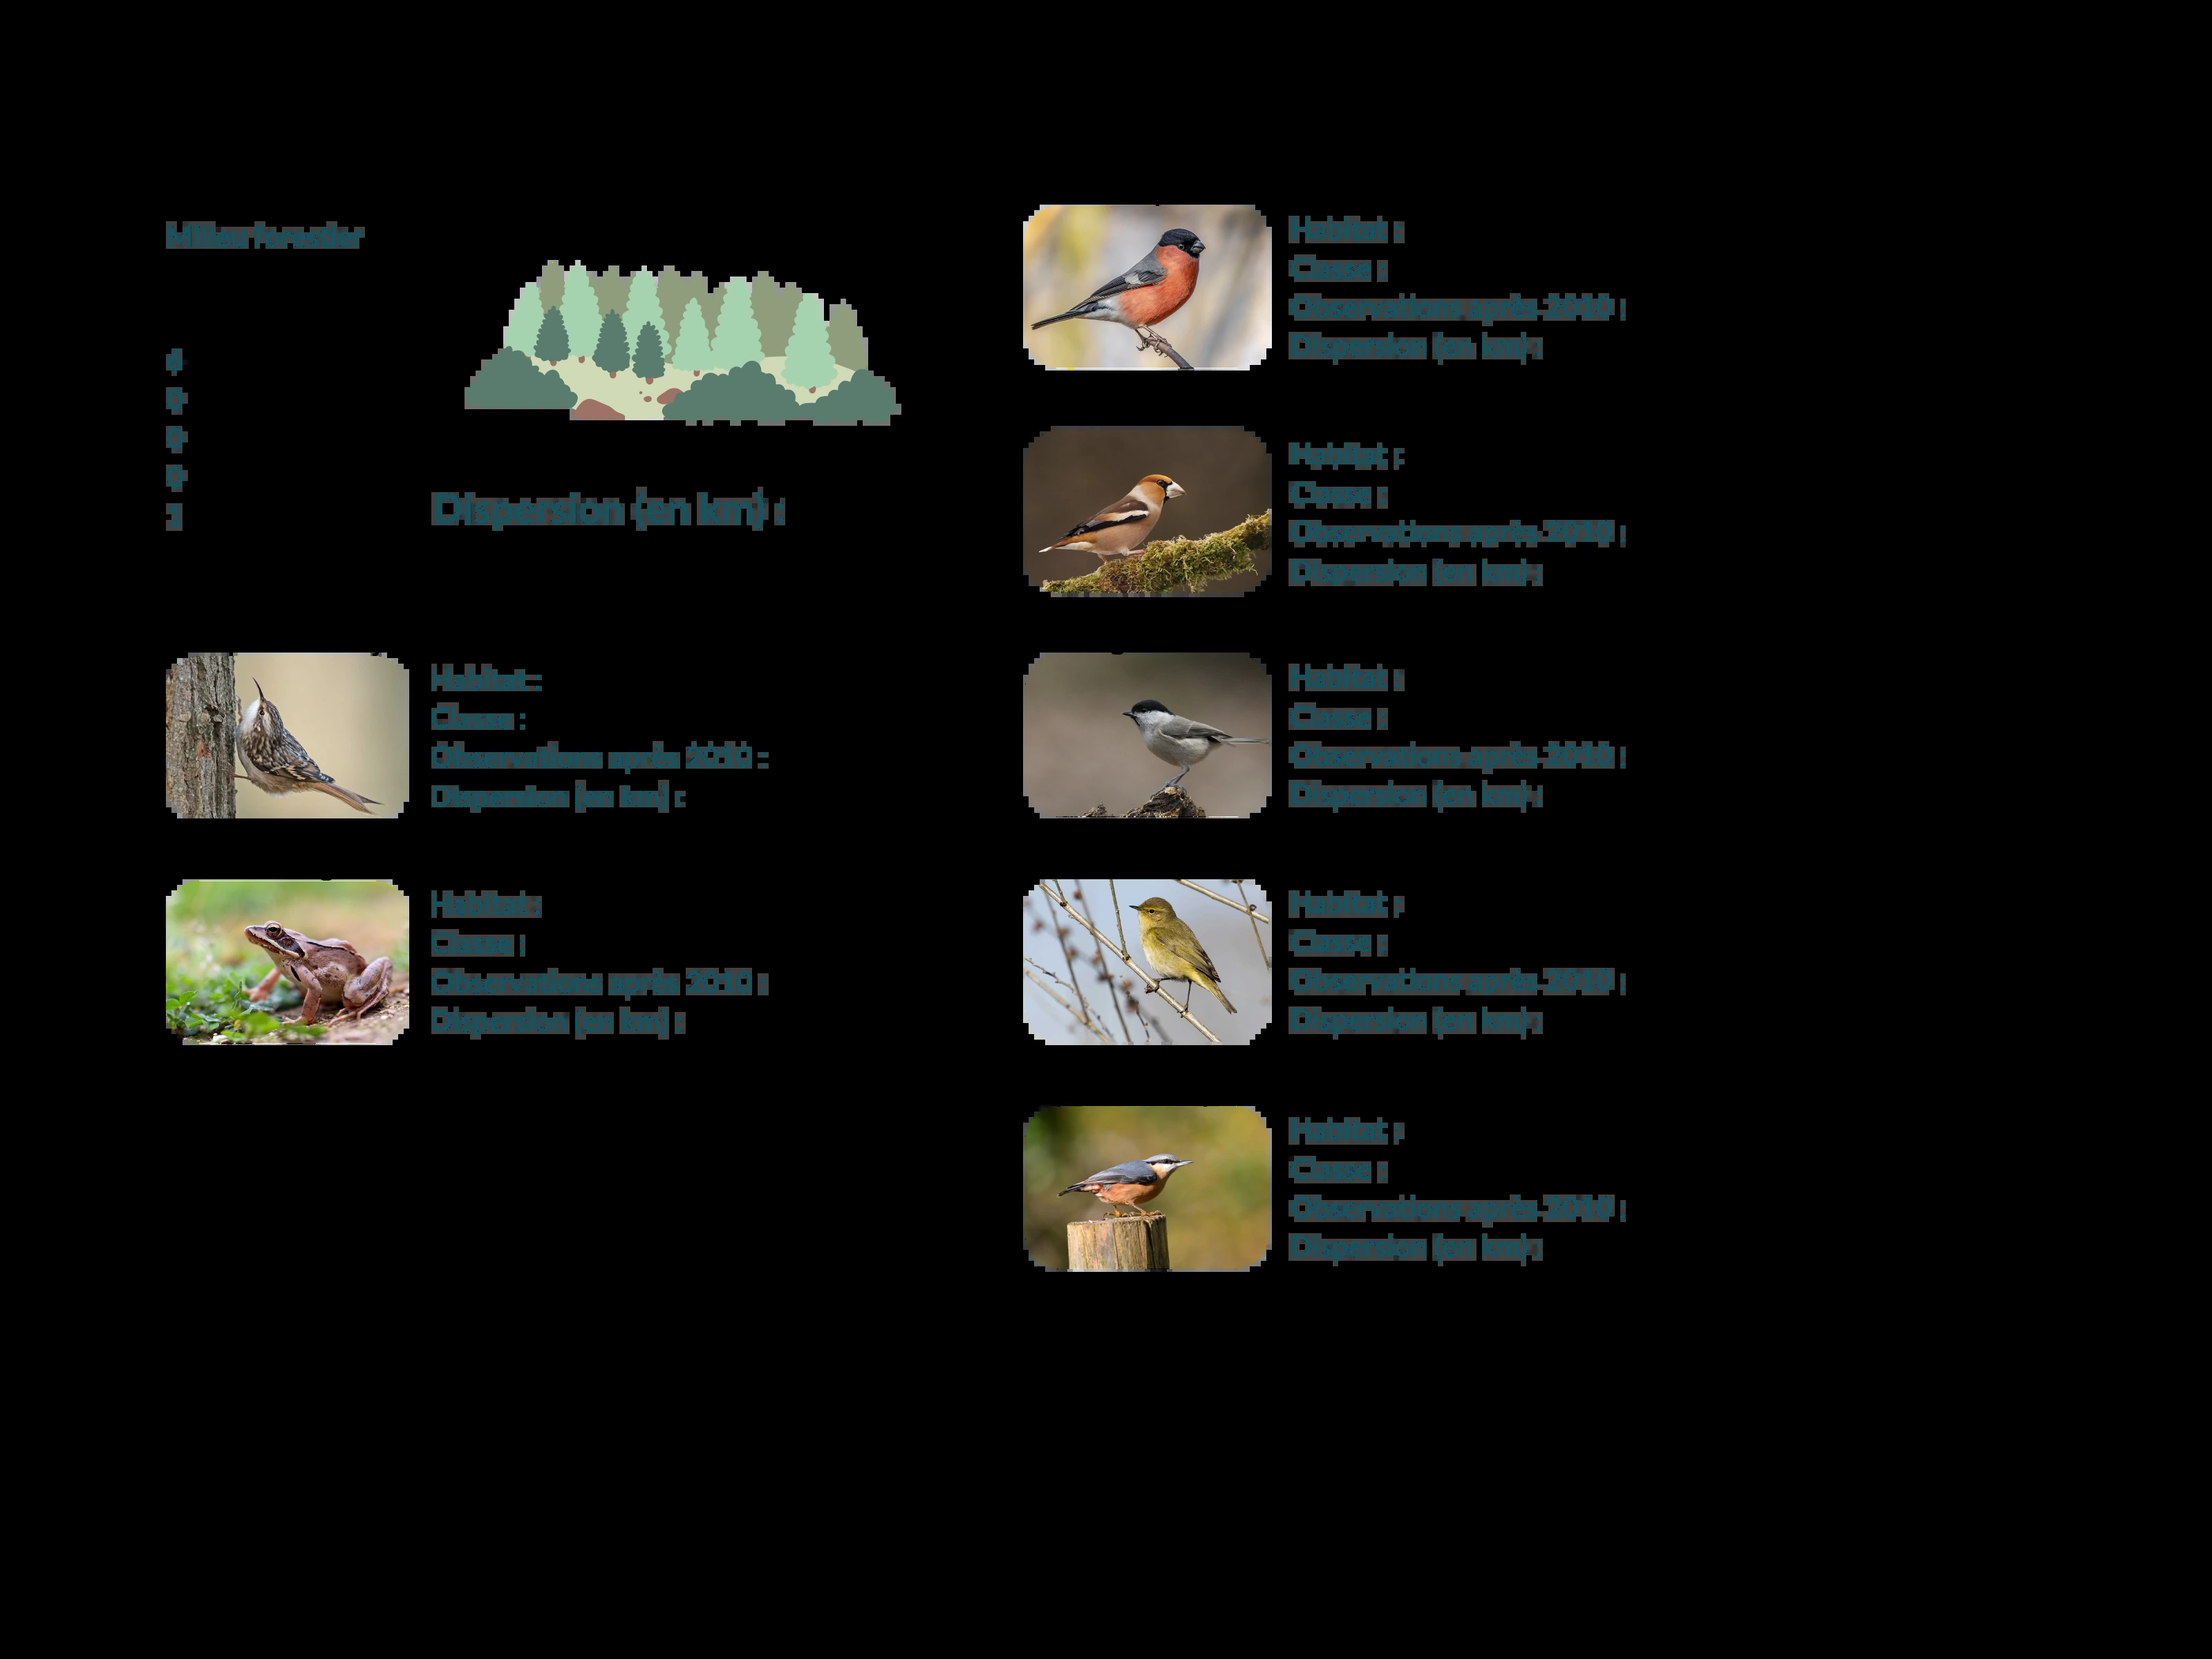 Milieu forestier
4
0
0
0
3
Dispersion (en km) :
Habitat :
Classe :
Observations après 2010 :
Dispersion (en km) :
Habitat :
Classe :
Observations après 2010 :
Dispersion (en km) :
Habitat :
Classe :
Observations après 2010 :
Dispersion (en km) :
Habitat :
Classe :
Observations après 2010 :
Dispersion (en km) :
Habitat :
Classe :
Observations après 2010 :
Dispersion (en km) :
Habitat :
Classe :
Observations après 2010 :
Dispersion (en km) :
Habitat :
Classe :
Observations après 2010 :
Dispersion (en km) :